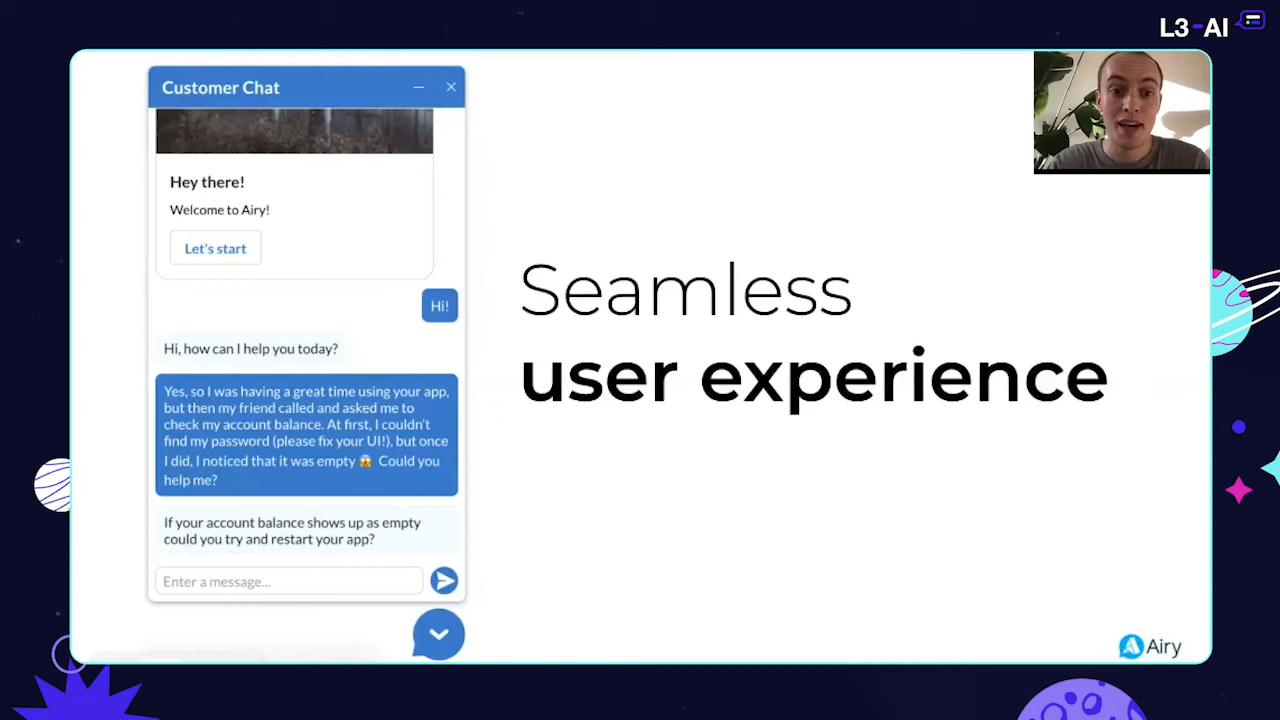 L3-AI
Customer Chat
Hey there!
Welcome to Airy!
Let's start
Hi!
Hi, how can I help you today?
Yes, so I was having a great time using your app,
but then my friend called and asked me to
check my account balance. At first, I couldn't
find my password (please fix your UI!), but once
I did, I noticed that it was empty 😱 Could you
help me?
If your account balance shows up as empty
could you try and restart your app?
Enter a message...
Seamless
user experience
Airy